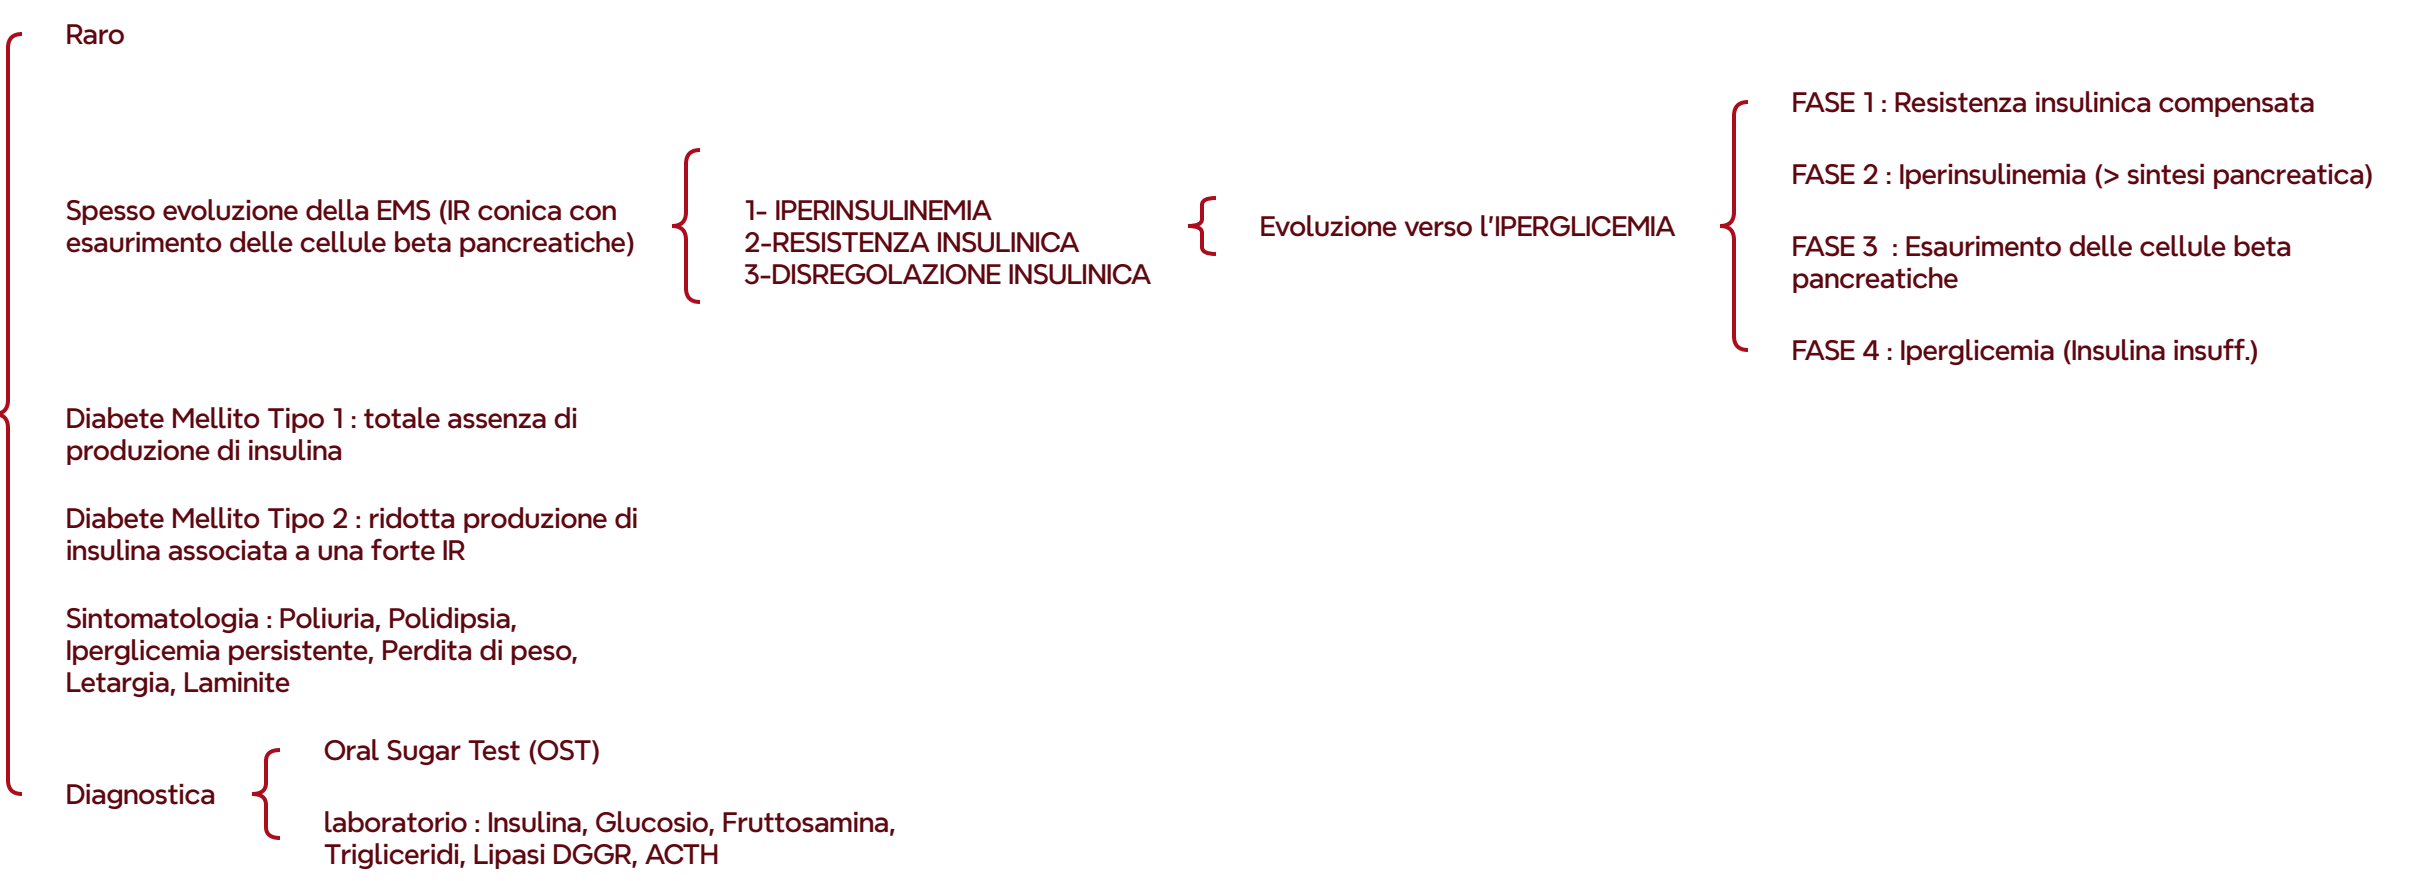 Raro
Spesso evoluzione della EMS (IR conica con
esaurimento delle cellule beta pancreatiche)
1- IPERINSULINEMIA
2-RESISTENZA INSULINICA
3-DISREGOLAZIONE INSULINICA
Evoluzione verso l'IPERGLICEMIA
FASE 1 : Resistenza insulinica compensata
FASE 2 : Iperinsulinemia (> sintesi pancreatica)
FASE 3  : Esaurimento delle cellule beta
pancreatiche
FASE 4 : Iperglicemia (Insulina insuff.)
Diabete Mellito Tipo 1 : totale assenza di
produzione di insulina
Diabete Mellito Tipo 2 : ridotta produzione di
insulina associata a una forte IR
Sintomatologia : Poliuria, Polidipsia,
Iperglicemia persistente, Perdita di peso,
Letargia, Laminite
Diagnostica
Oral Sugar Test (OST)
laboratorio : Insulina, Glucosio, Fruttosamina,
Trigliceridi, Lipasi DGGR, ACTH